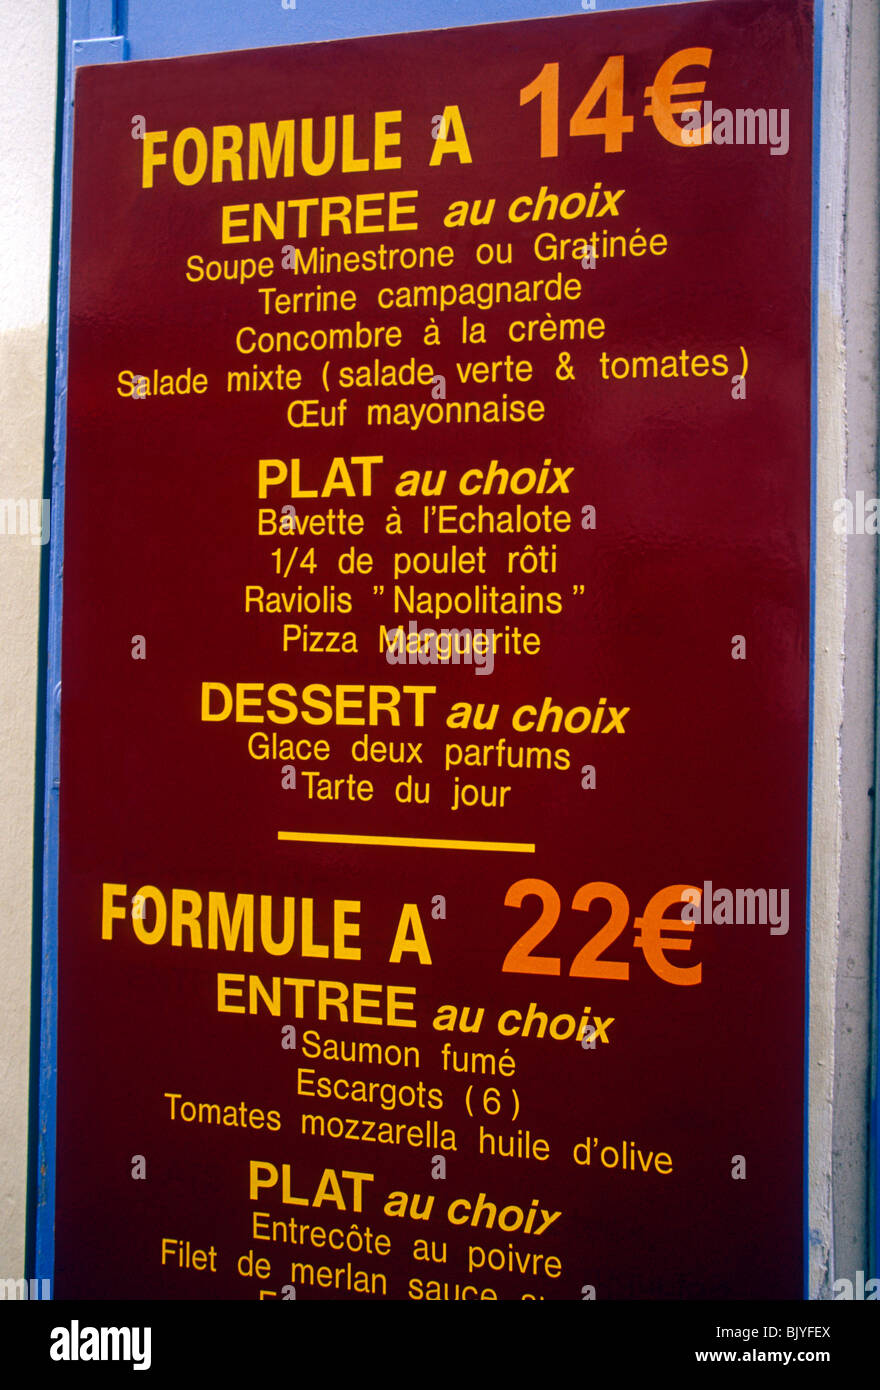 FORMULE A 14€
ENTREE au choix
Soupe Minestrone ou Gratinée
Terrine campagnarde
Concombre à la crème
Salade mixte ( salade verte & tomates )
Œuf mayonnaise
PLAT au choix
Bavette à l'Echalote
1/4 de poulet rôti
Raviolis " Napolitains "
Pizza Marguerite
DESSERT au choix
Glace deux parfums
Tarte du jour
FORMULE A 22€
ENTREE au choix
Saumon fumé
Escargots ( 6 )
Tomates mozzarella huile d'olive
PLAT au choix
Entrecôte au poivre
Filet de merlan sauce
alamy
Image ID: BJYFEX
www.alamy.com